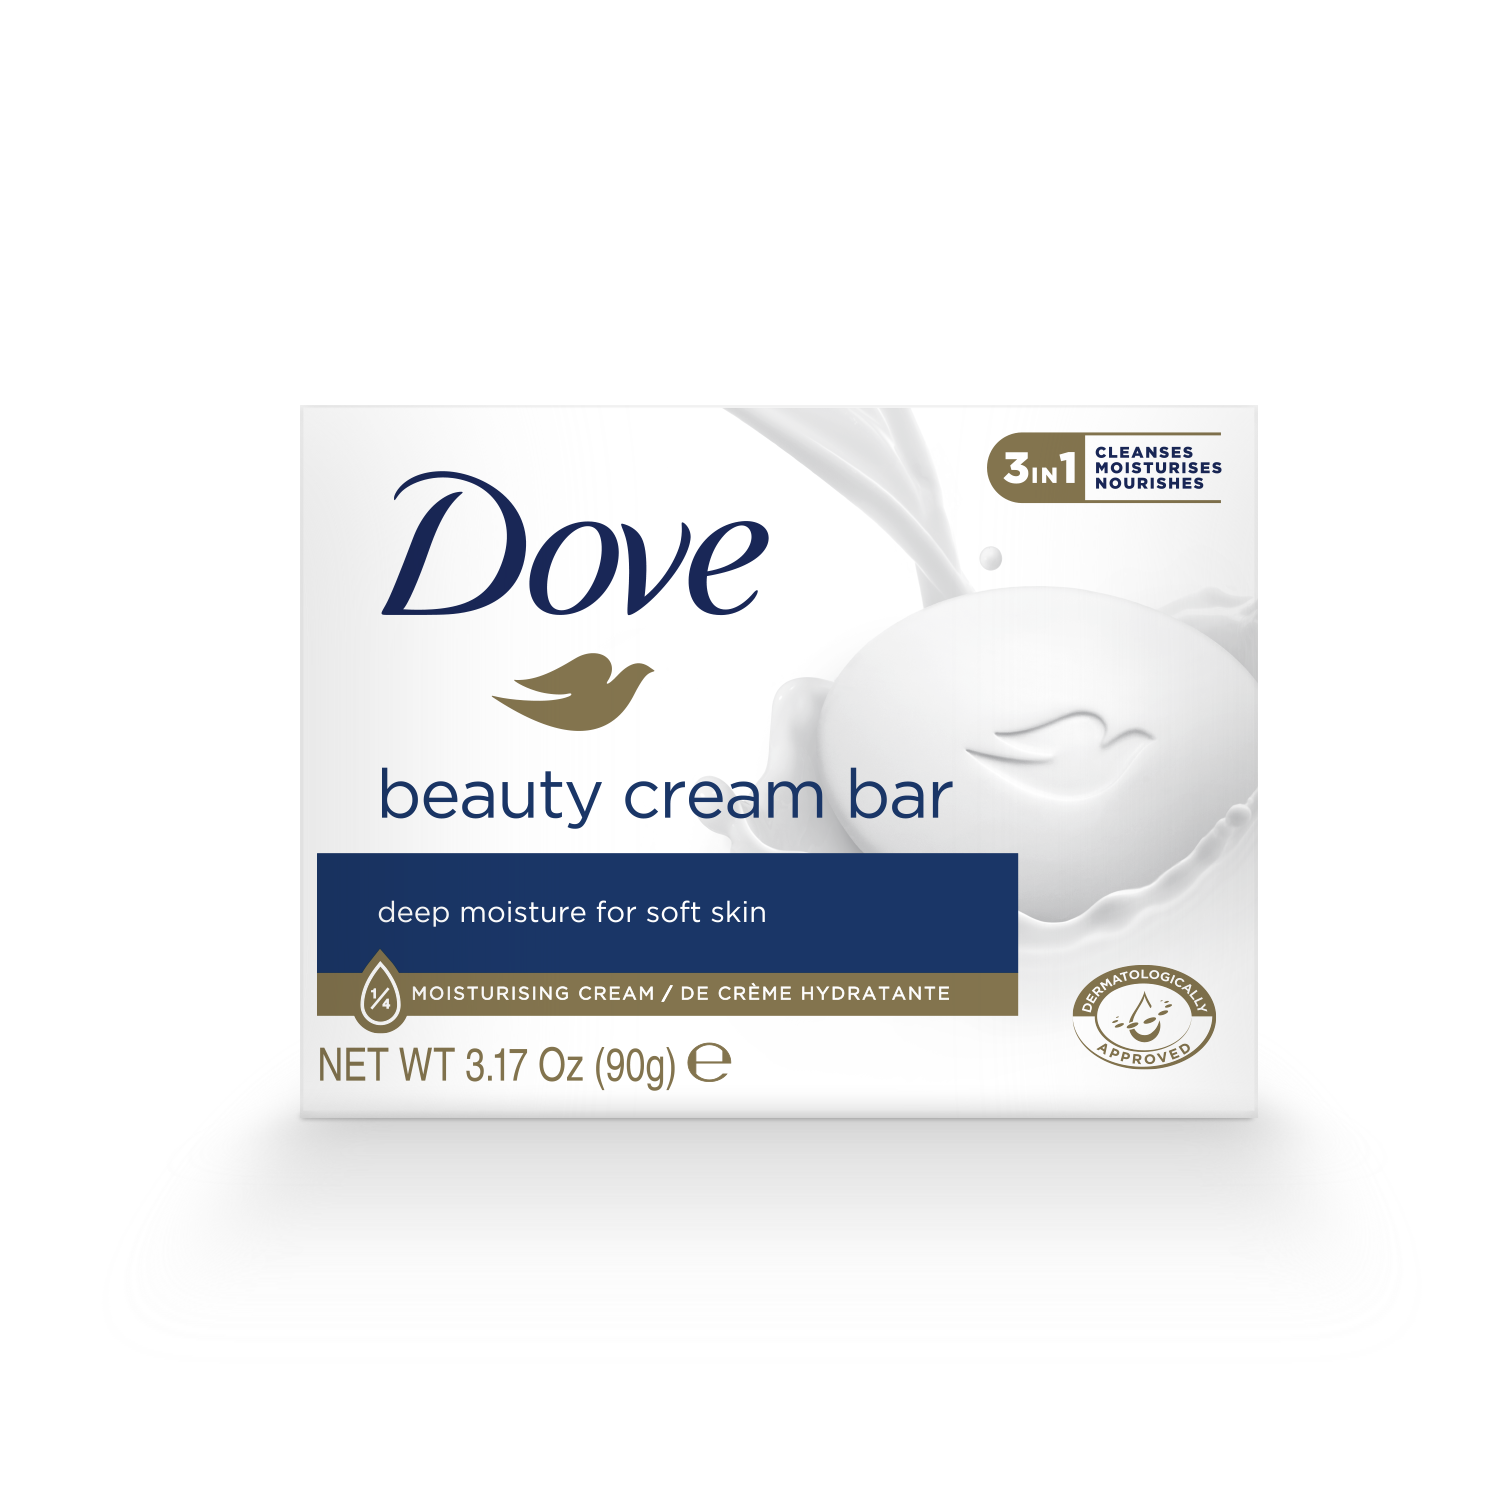 Dove
3IN1
CLEANSES
MOISTURISES
NOURISHES
beauty cream bar
deep moisture for soft skin
1/4 MOISTURISING CREAM / DE CRÈME HYDRATANTE
NET WT 3.17 Oz (90g) ℮
DERMATOLOGICALLY
APPROVED